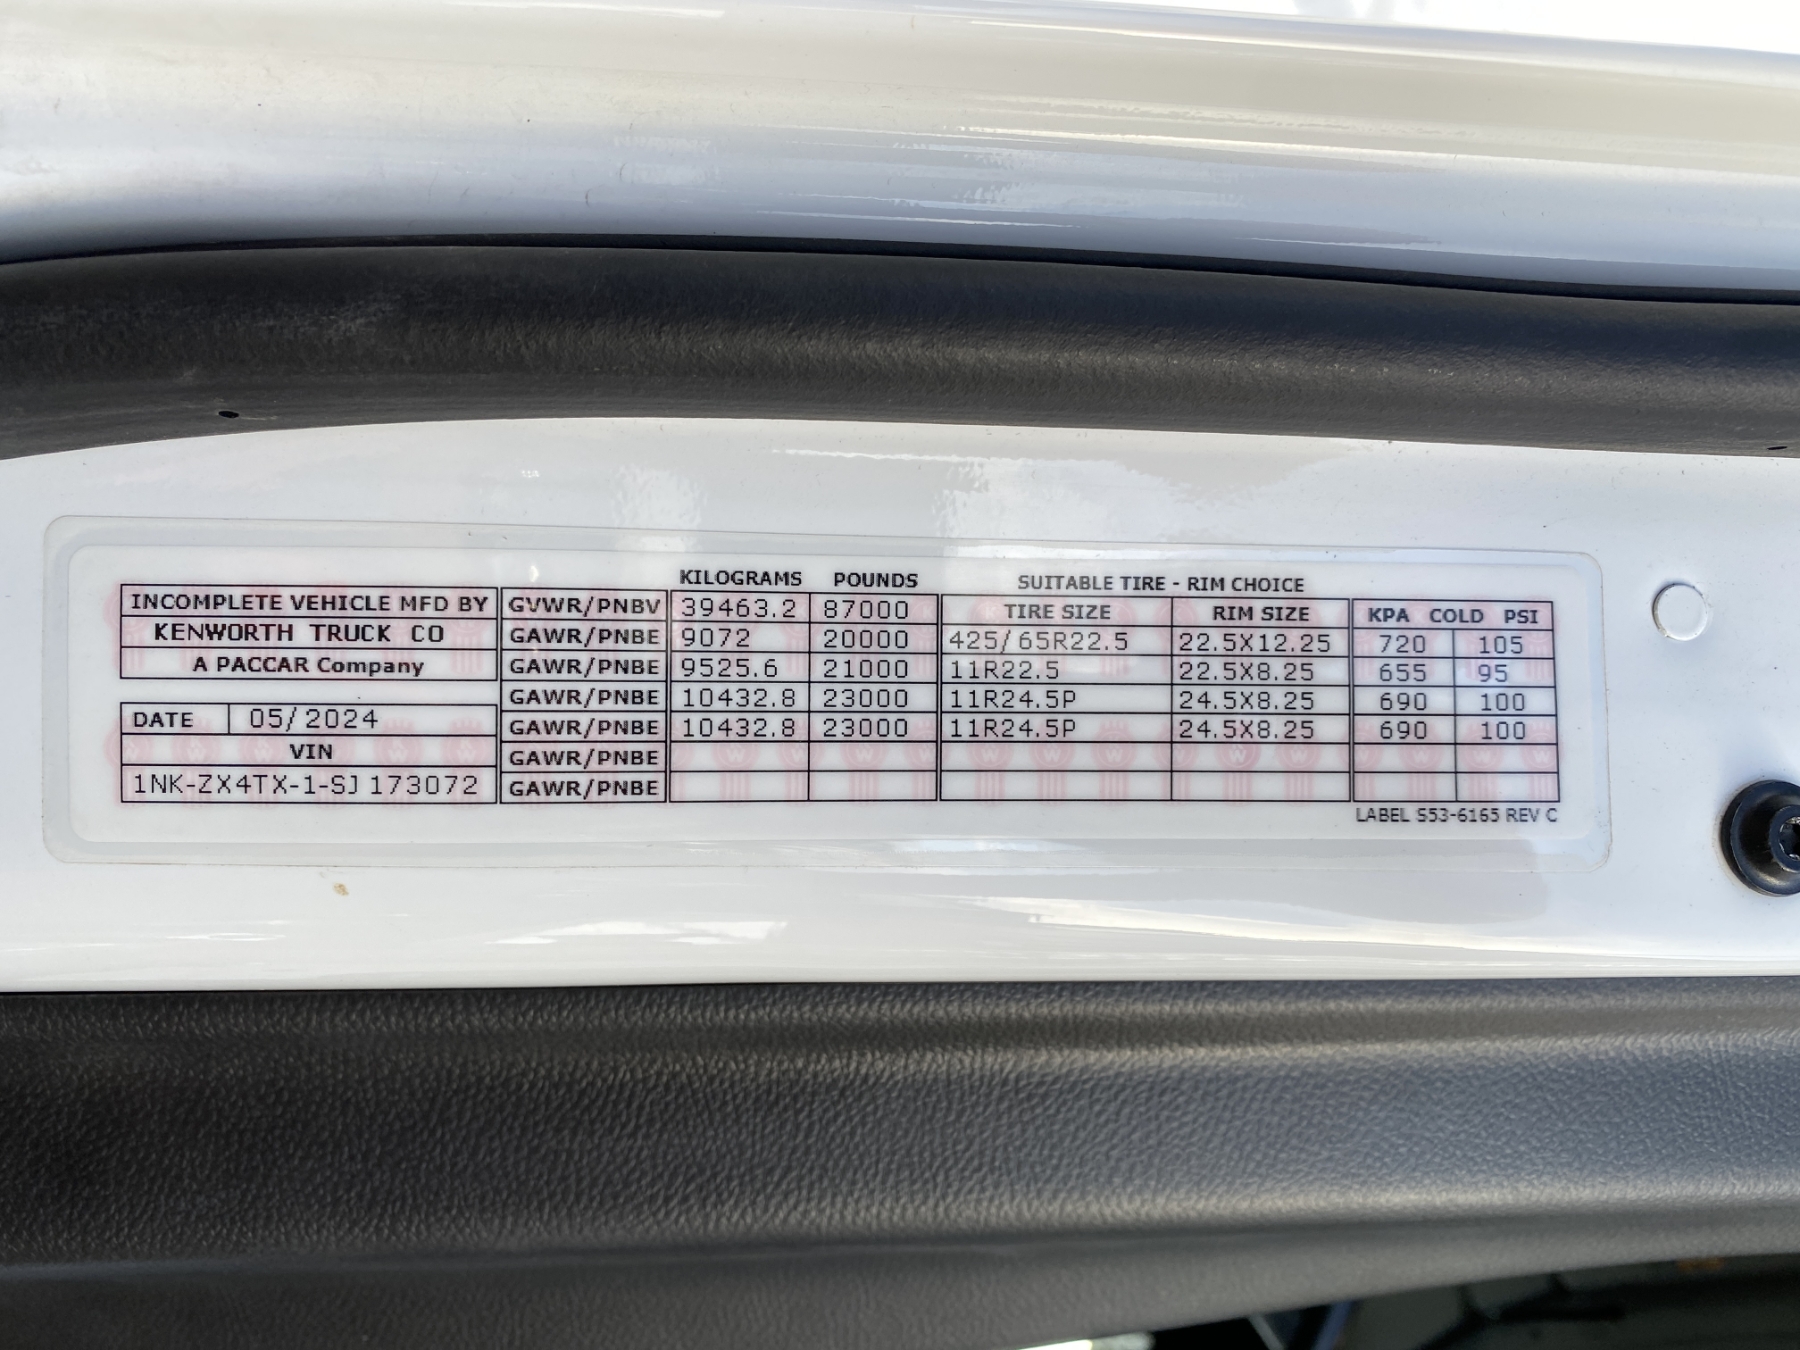 KILOGRAMS POUNDS SUITABLE TIRE - RIM CHOICE
INCOMPLETE VEHICLE MFD BY GVWR/PNBV 39463.2 87000 TIRE SIZE RIM SIZE KPA COLD PSI
KENWORTH TRUCK CO GAWR/PNBE 9072 20000 425/65R22.5 22.5X12.25 720 105
A PACCAR Company GAWR/PNBE 9525.6 21000 11R22.5 22.5X8.25 655 95
GAWR/PNBE 10432.8 23000 11R24.5P 24.5X8.25 690 100
DATE 05/2024 GAWR/PNBE 10432.8 23000 11R24.5P 24.5X8.25 690 100
VIN GAWR/PNBE
1NK-ZX4TX-1-SJ173072 GAWR/PNBE
LABEL S53-6165 REV C